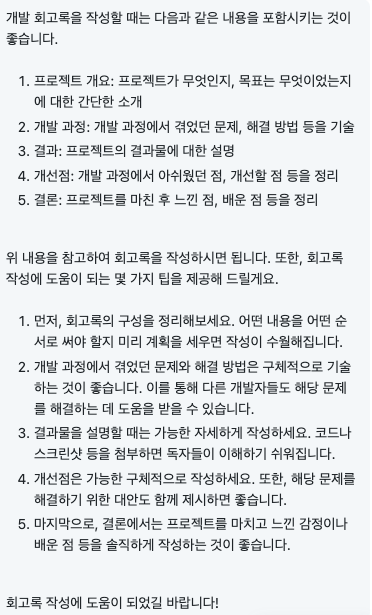 개발 회고록을 작성할 때는 다음과 같은 내용을 포함시키는 것이
좋습니다.
1. 프로젝트 개요: 프로젝트가 무엇인지, 목표는 무엇이었는지
에 대한 간단한 소개
2. 개발 과정: 개발 과정에서 겪었던 문제, 해결 방법 등을 기술
3. 결과: 프로젝트의 결과물에 대한 설명
4. 개선점: 개발 과정에서 아쉬웠던 점, 개선할 점 등을 정리
5. 결론: 프로젝트를 마친 후 느낀 점, 배운 점 등을 정리
위 내용을 참고하여 회고록을 작성하시면 됩니다. 또한, 회고록
작성에 도움이 되는 몇 가지 팁을 제공해 드릴게요.
1. 먼저, 회고록의 구성을 정리해보세요. 어떤 내용을 어떤 순
서로 써야 할지 미리 계획을 세우면 작성이 수월해집니다.
2. 개발 과정에서 겪었던 문제와 해결 방법은 구체적으로 기술
하는 것이 좋습니다. 이를 통해 다른 개발자들도 해당 문제
를 해결하는 데 도움을 받을 수 있습니다.
3. 결과물을 설명할 때는 가능한 자세하게 작성하세요. 코드나
스크린샷 등을 첨부하면 독자들이 이해하기 쉬워집니다.
4. 개선점은 가능한 구체적으로 작성하세요. 또한, 해당 문제를
해결하기 위한 대안도 함께 제시하면 좋습니다.
5. 마지막으로, 결론에서는 프로젝트를 마치고 느낀 감정이나
배운 점 등을 솔직하게 작성하는 것이 좋습니다.
회고록 작성에 도움이 되었길 바랍니다!